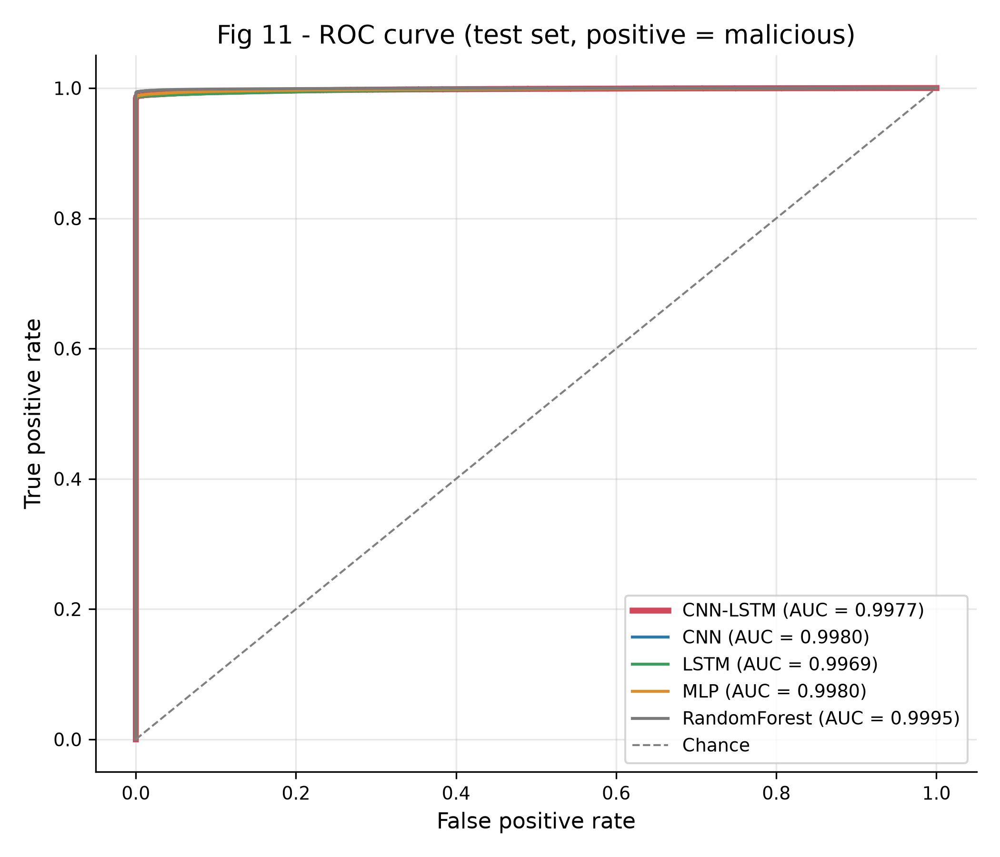 Fig 11 - ROC curve (test set, positive = malicious)
1.0
0.8
0.6
0.4
0.2
0.0
True positive rate
CNN-LSTM (AUC = 0.9977)
CNN (AUC = 0.9980)
LSTM (AUC = 0.9969)
MLP (AUC = 0.9980)
RandomForest (AUC = 0.9995)
Chance
0.0 0.2 0.4 0.6 0.8 1.0
False positive rate